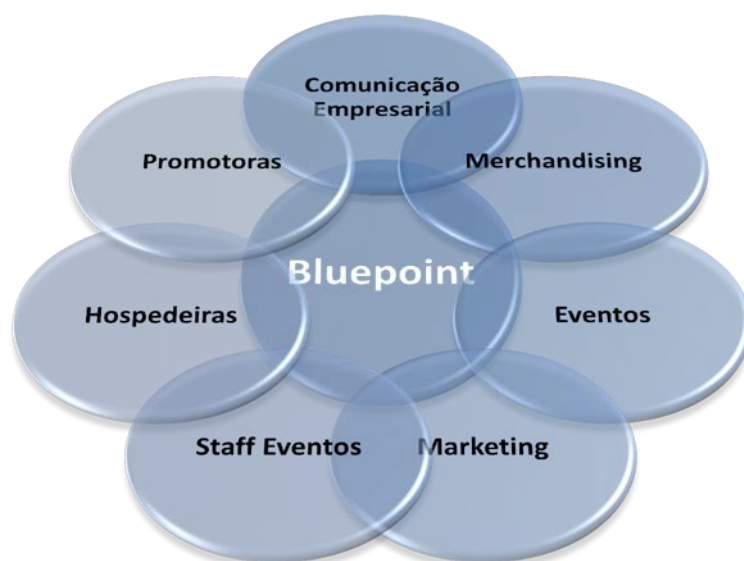 Comunicação
Empresarial
Promotoras
Merchandising
Bluepoint
Hospedeiras
Eventos
Staff Eventos
Marketing